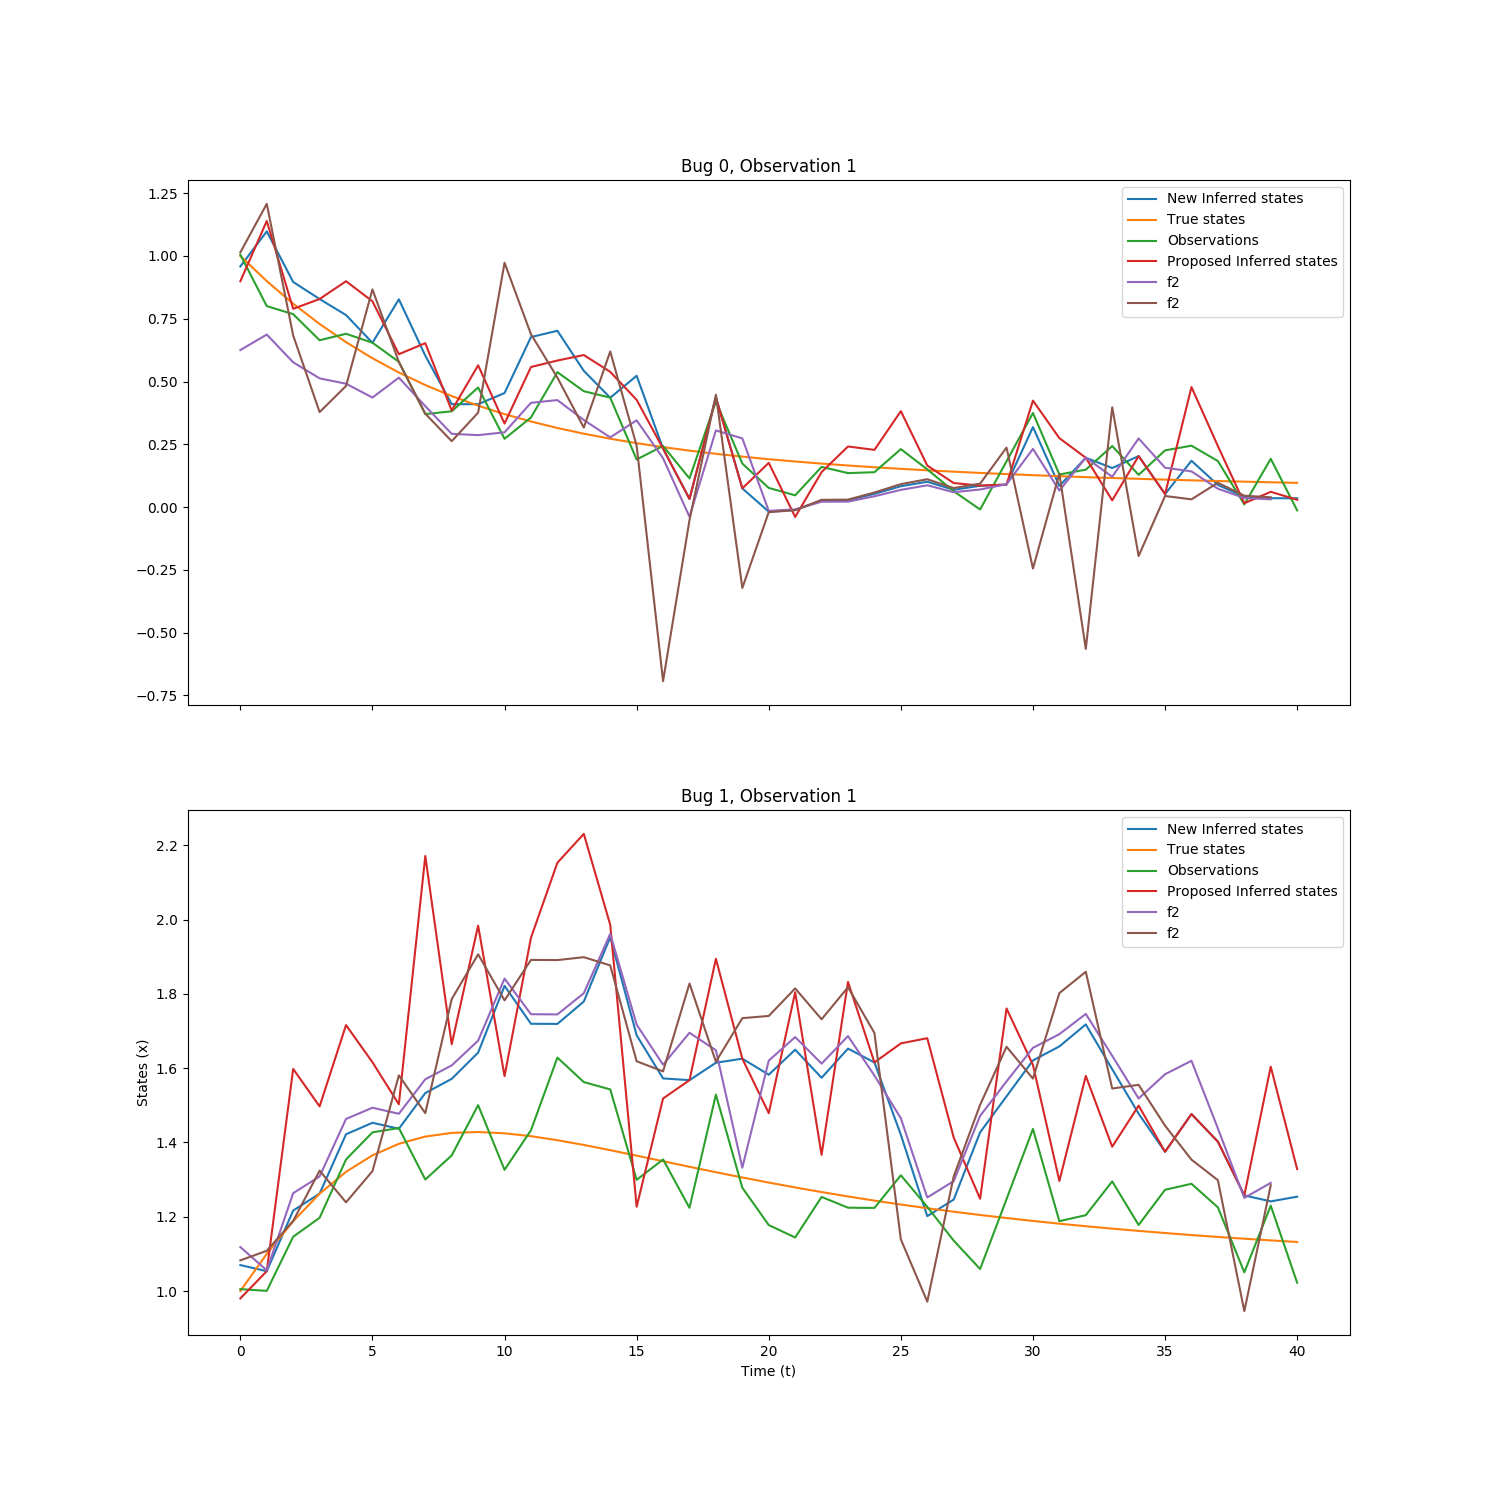 Bug 0, Observation 1
1.25
1.00
0.75
0.50
0.25
0.00
−0.25
−0.50
−0.75
New Inferred states
True states
Observations
Proposed Inferred states
f2
f2
Bug 1, Observation 1
States (x)
2.2
2.0
1.8
1.6
1.4
1.2
1.0
New Inferred states
True states
Observations
Proposed Inferred states
f2
f2
0 5 10 15 20 25 30 35 40
Time (t)